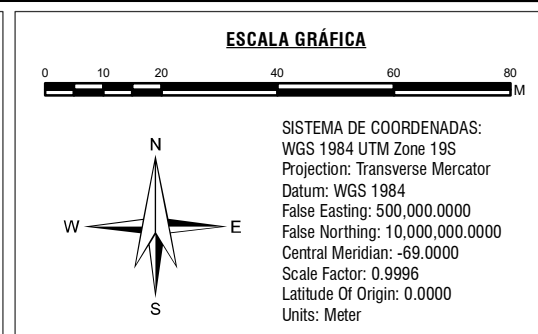 ESCALA GRÁFICA
0 10 20 40 60 80
M
N
W E
S
SISTEMA DE COORDENADAS:
WGS 1984 UTM Zone 19S
Projection: Transverse Mercator
Datum: WGS 1984
False Easting: 500,000.0000
False Northing: 10,000,000.0000
Central Meridian: -69.0000
Scale Factor: 0.9996
Latitude Of Origin: 0.0000
Units: Meter